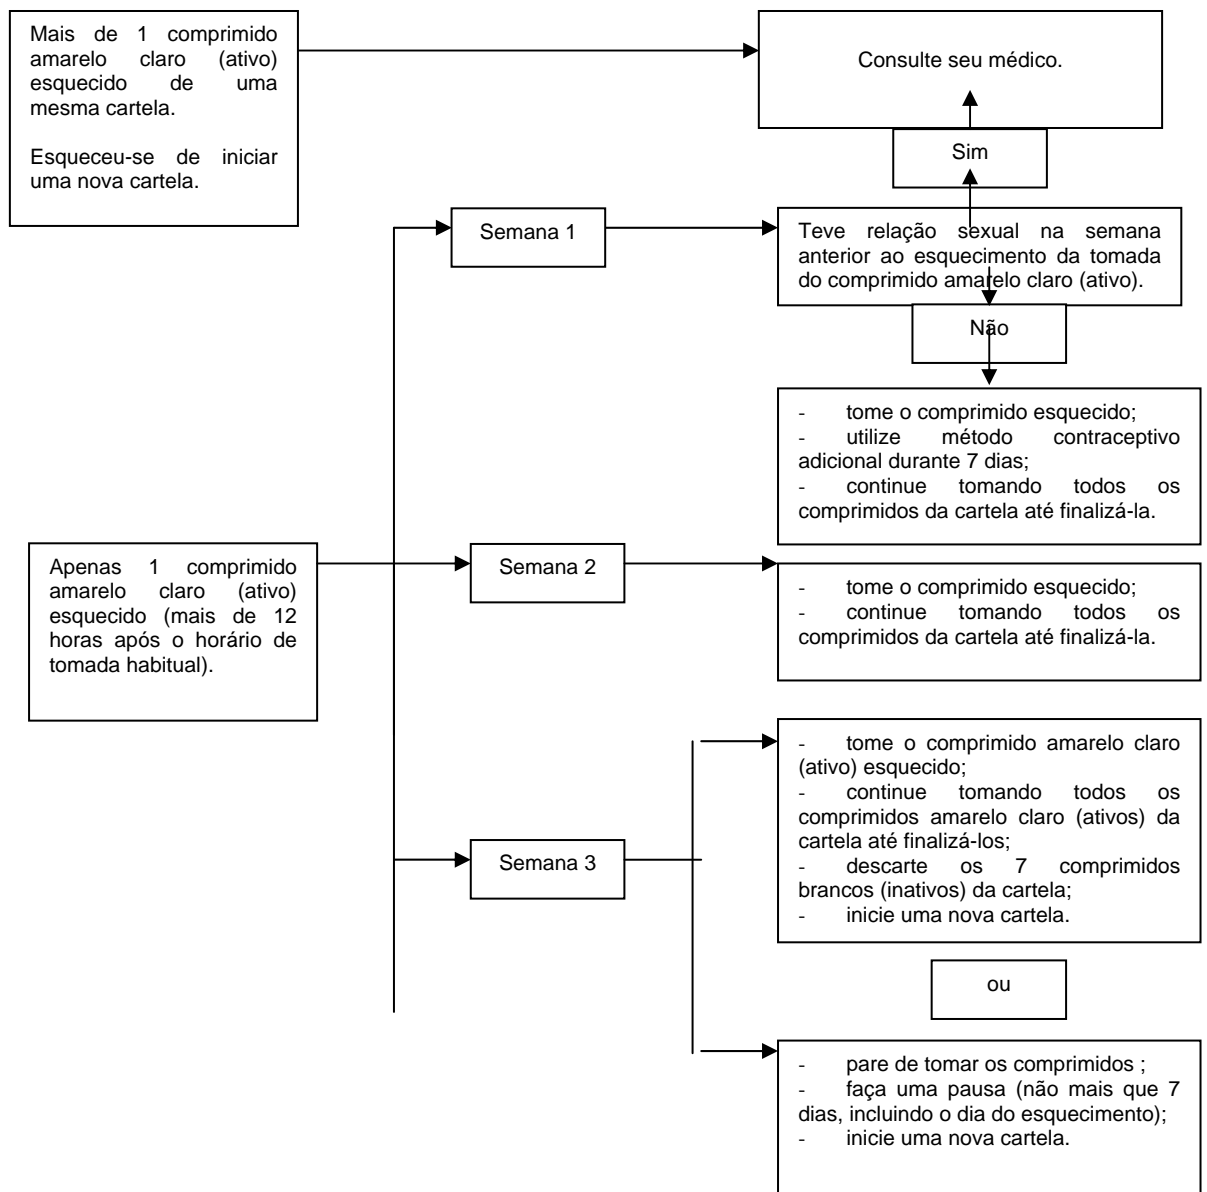 Mais de 1 comprimido
amarelo claro (ativo)
esquecido de uma
mesma cartela.
Esqueceu-se de iniciar
uma nova cartela.
Consulte seu médico.
Sim
Semana 1
Teve relação sexual na semana
anterior ao esquecimento da tomada
do comprimido amarelo claro (ativo).
Não
- tome o comprimido esquecido;
- utilize método contraceptivo
adicional durante 7 dias;
- continue tomando todos os
comprimidos da cartela até finalizá-la.
Apenas 1 comprimido
amarelo claro (ativo)
esquecido (mais de 12
horas após o horário de
tomada habitual).
Semana 2
- tome o comprimido esquecido;
- continue tomando todos os
comprimidos da cartela até finalizá-la.
Semana 3
- tome o comprimido amarelo claro
(ativo) esquecido;
- continue tomando todos os
comprimidos amarelo claro (ativos) da
cartela até finalizá-los;
- descarte os 7 comprimidos
brancos (inativos) da cartela;
- inicie uma nova cartela.
ou
- pare de tomar os comprimidos ;
- faça uma pausa (não mais que 7
dias, incluindo o dia do esquecimento);
- inicie uma nova cartela.